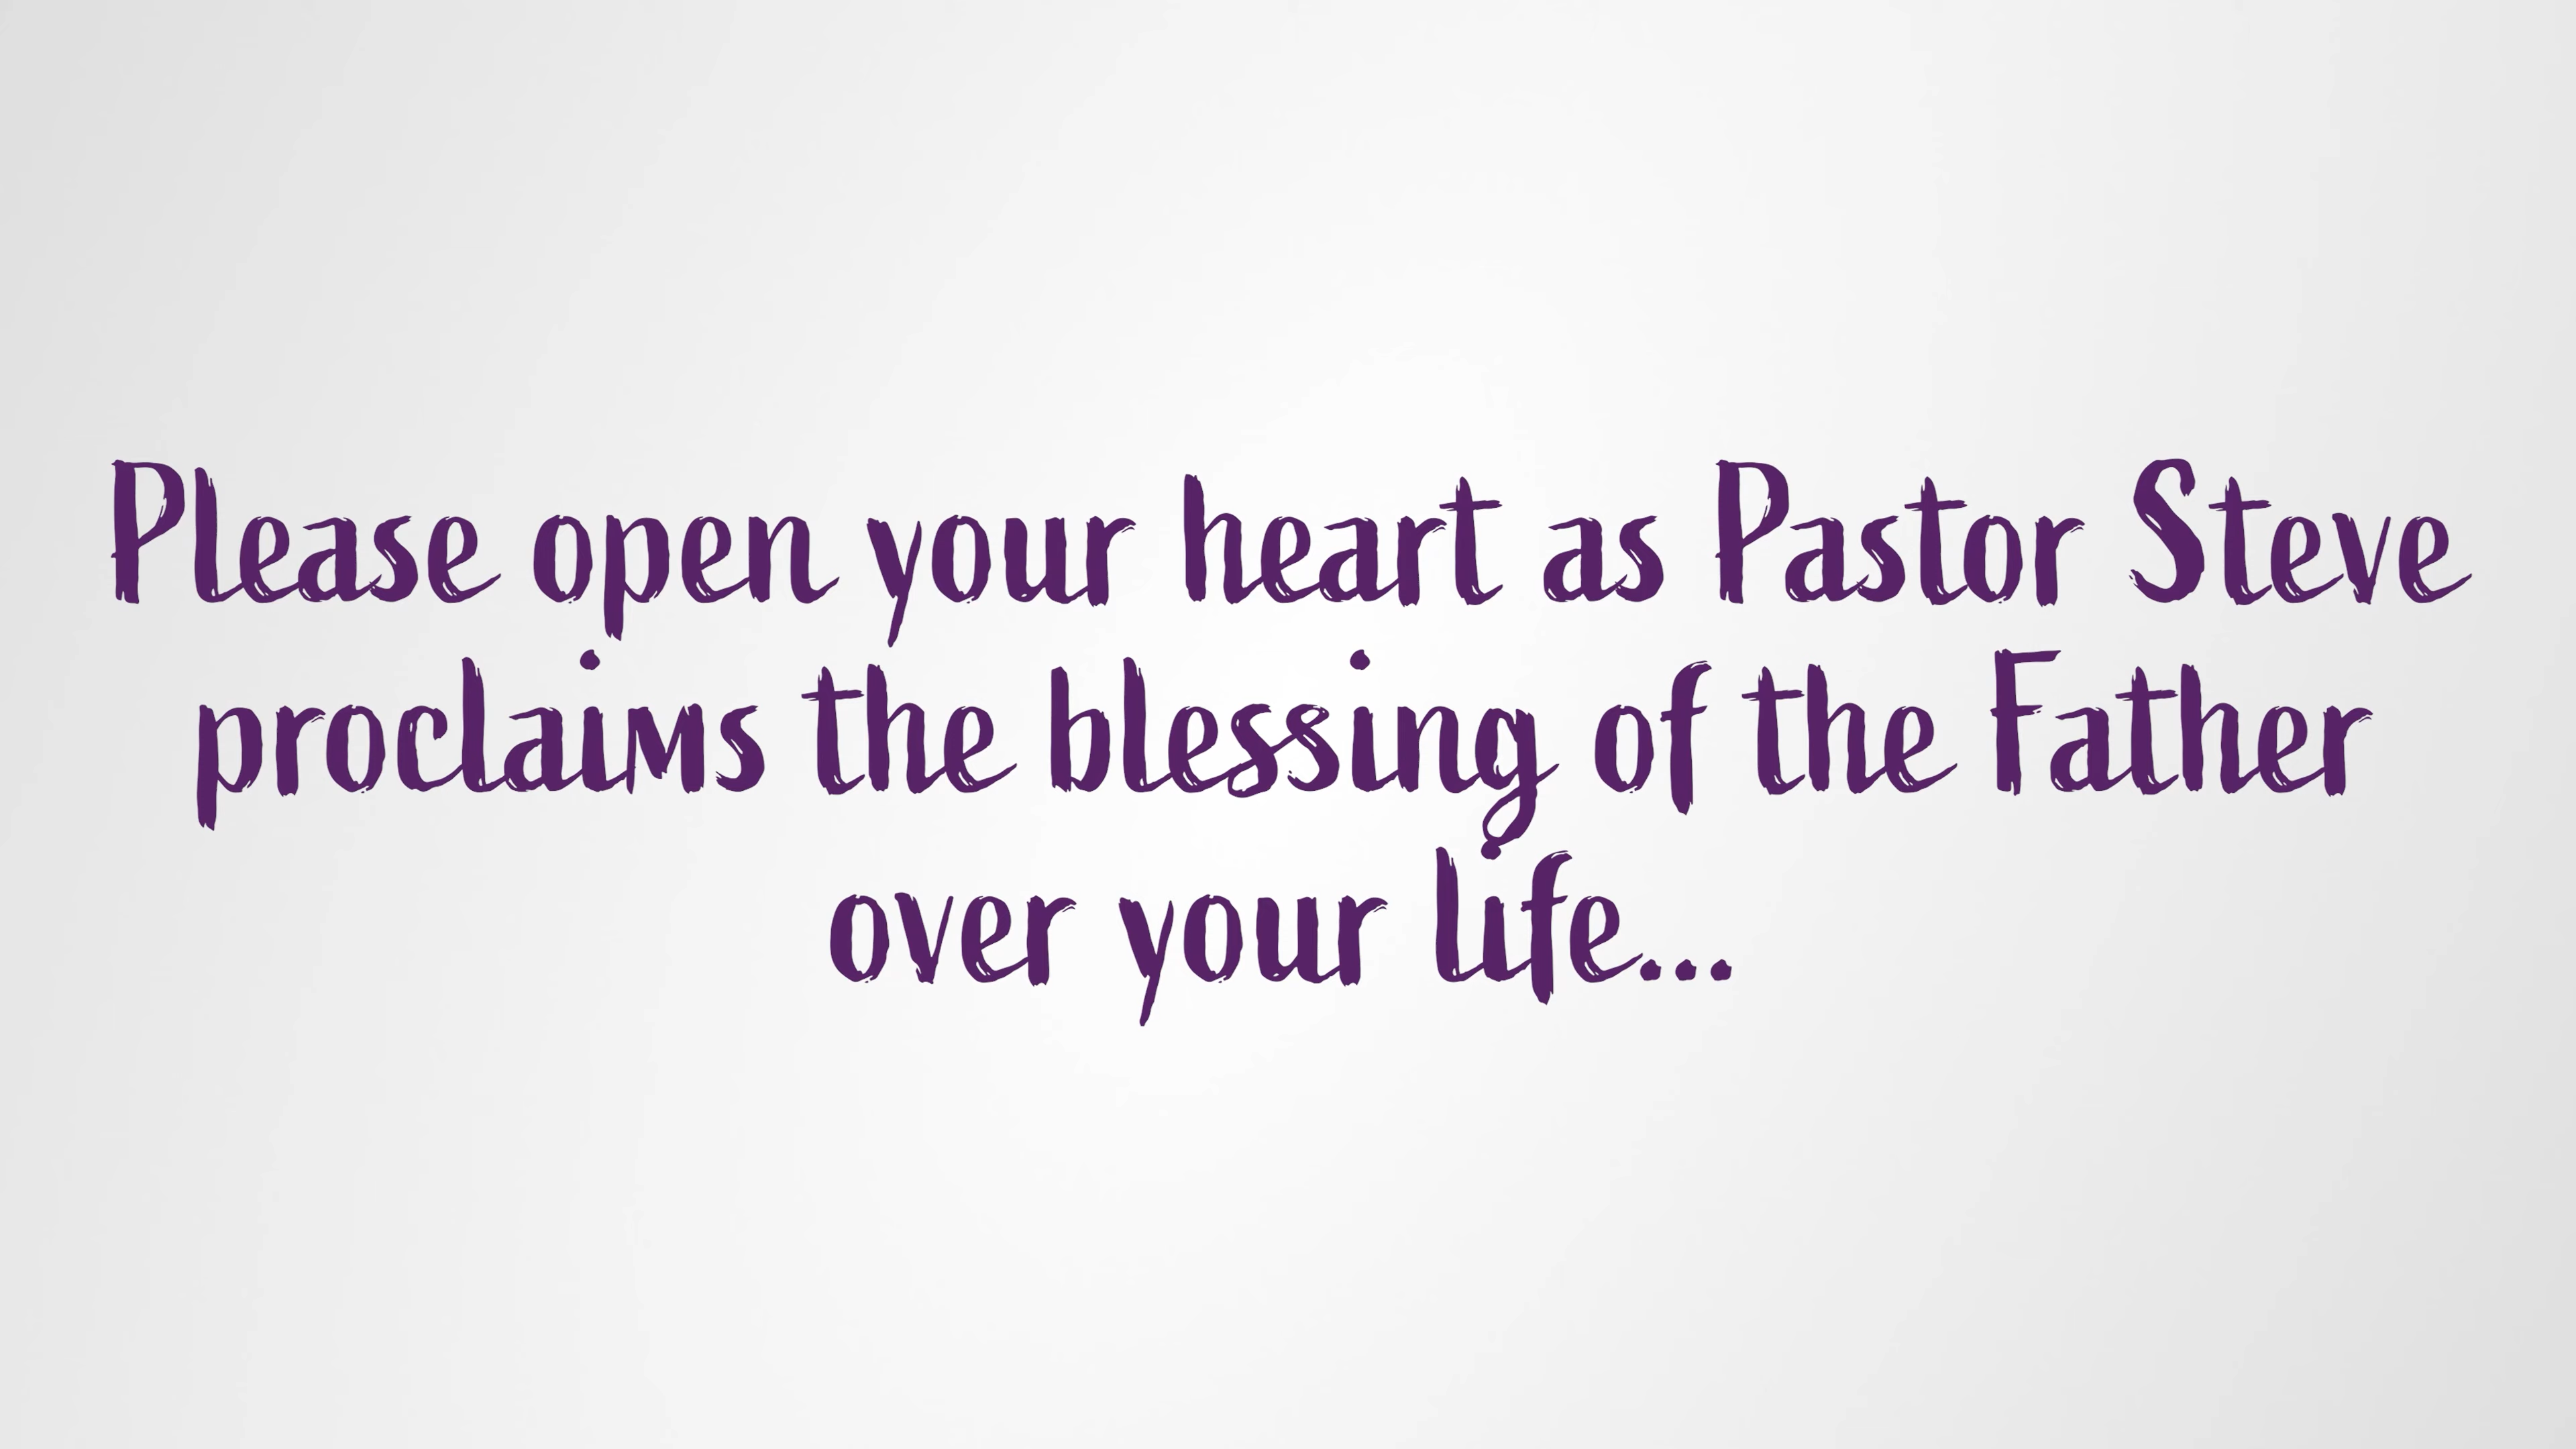 Please open your heart as Pastor Steve
proclaims the blessing of the Father
over your life...